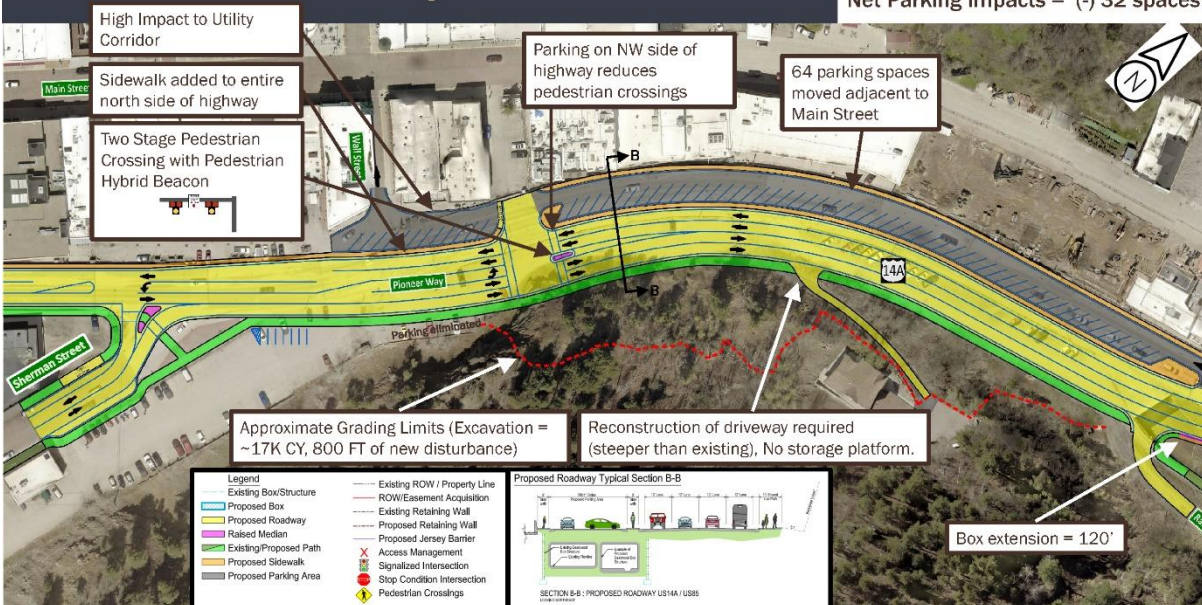 Net Parking Impacts = (-) 32 spaces
High Impact to Utility
Corridor
Sidewalk added to entire
north side of highway
Two Stage Pedestrian
Crossing with Pedestrian
Hybrid Beacon
Parking on NW side of
highway reduces
pedestrian crossings
64 parking spaces
moved adjacent to
Main Street
N
Main Street
Wall Street
B
B
Pioneer Way
14A
Sherman Street
Parking eliminated
Approximate Grading Limits (Excavation =
~17K CY, 800 FT of new disturbance)
Reconstruction of driveway required
(steeper than existing), No storage platform.
Box extension = 120'
Legend
Existing Box/Structure
Proposed Box
Proposed Roadway
Raised Median
Existing/Proposed Path
Proposed Sidewalk
Proposed Parking Area
Existing ROW / Property Line
ROW/Easement Acquisition
Existing Retaining Wall
Proposed Retaining Wall
Proposed Jersey Barrier
Access Management
Signalized Intersection
Stop Condition Intersection
Pedestrian Crossings
Proposed Roadway Typical Section B-B
SECTION B-B : PROPOSED ROADWAY US14A / US85